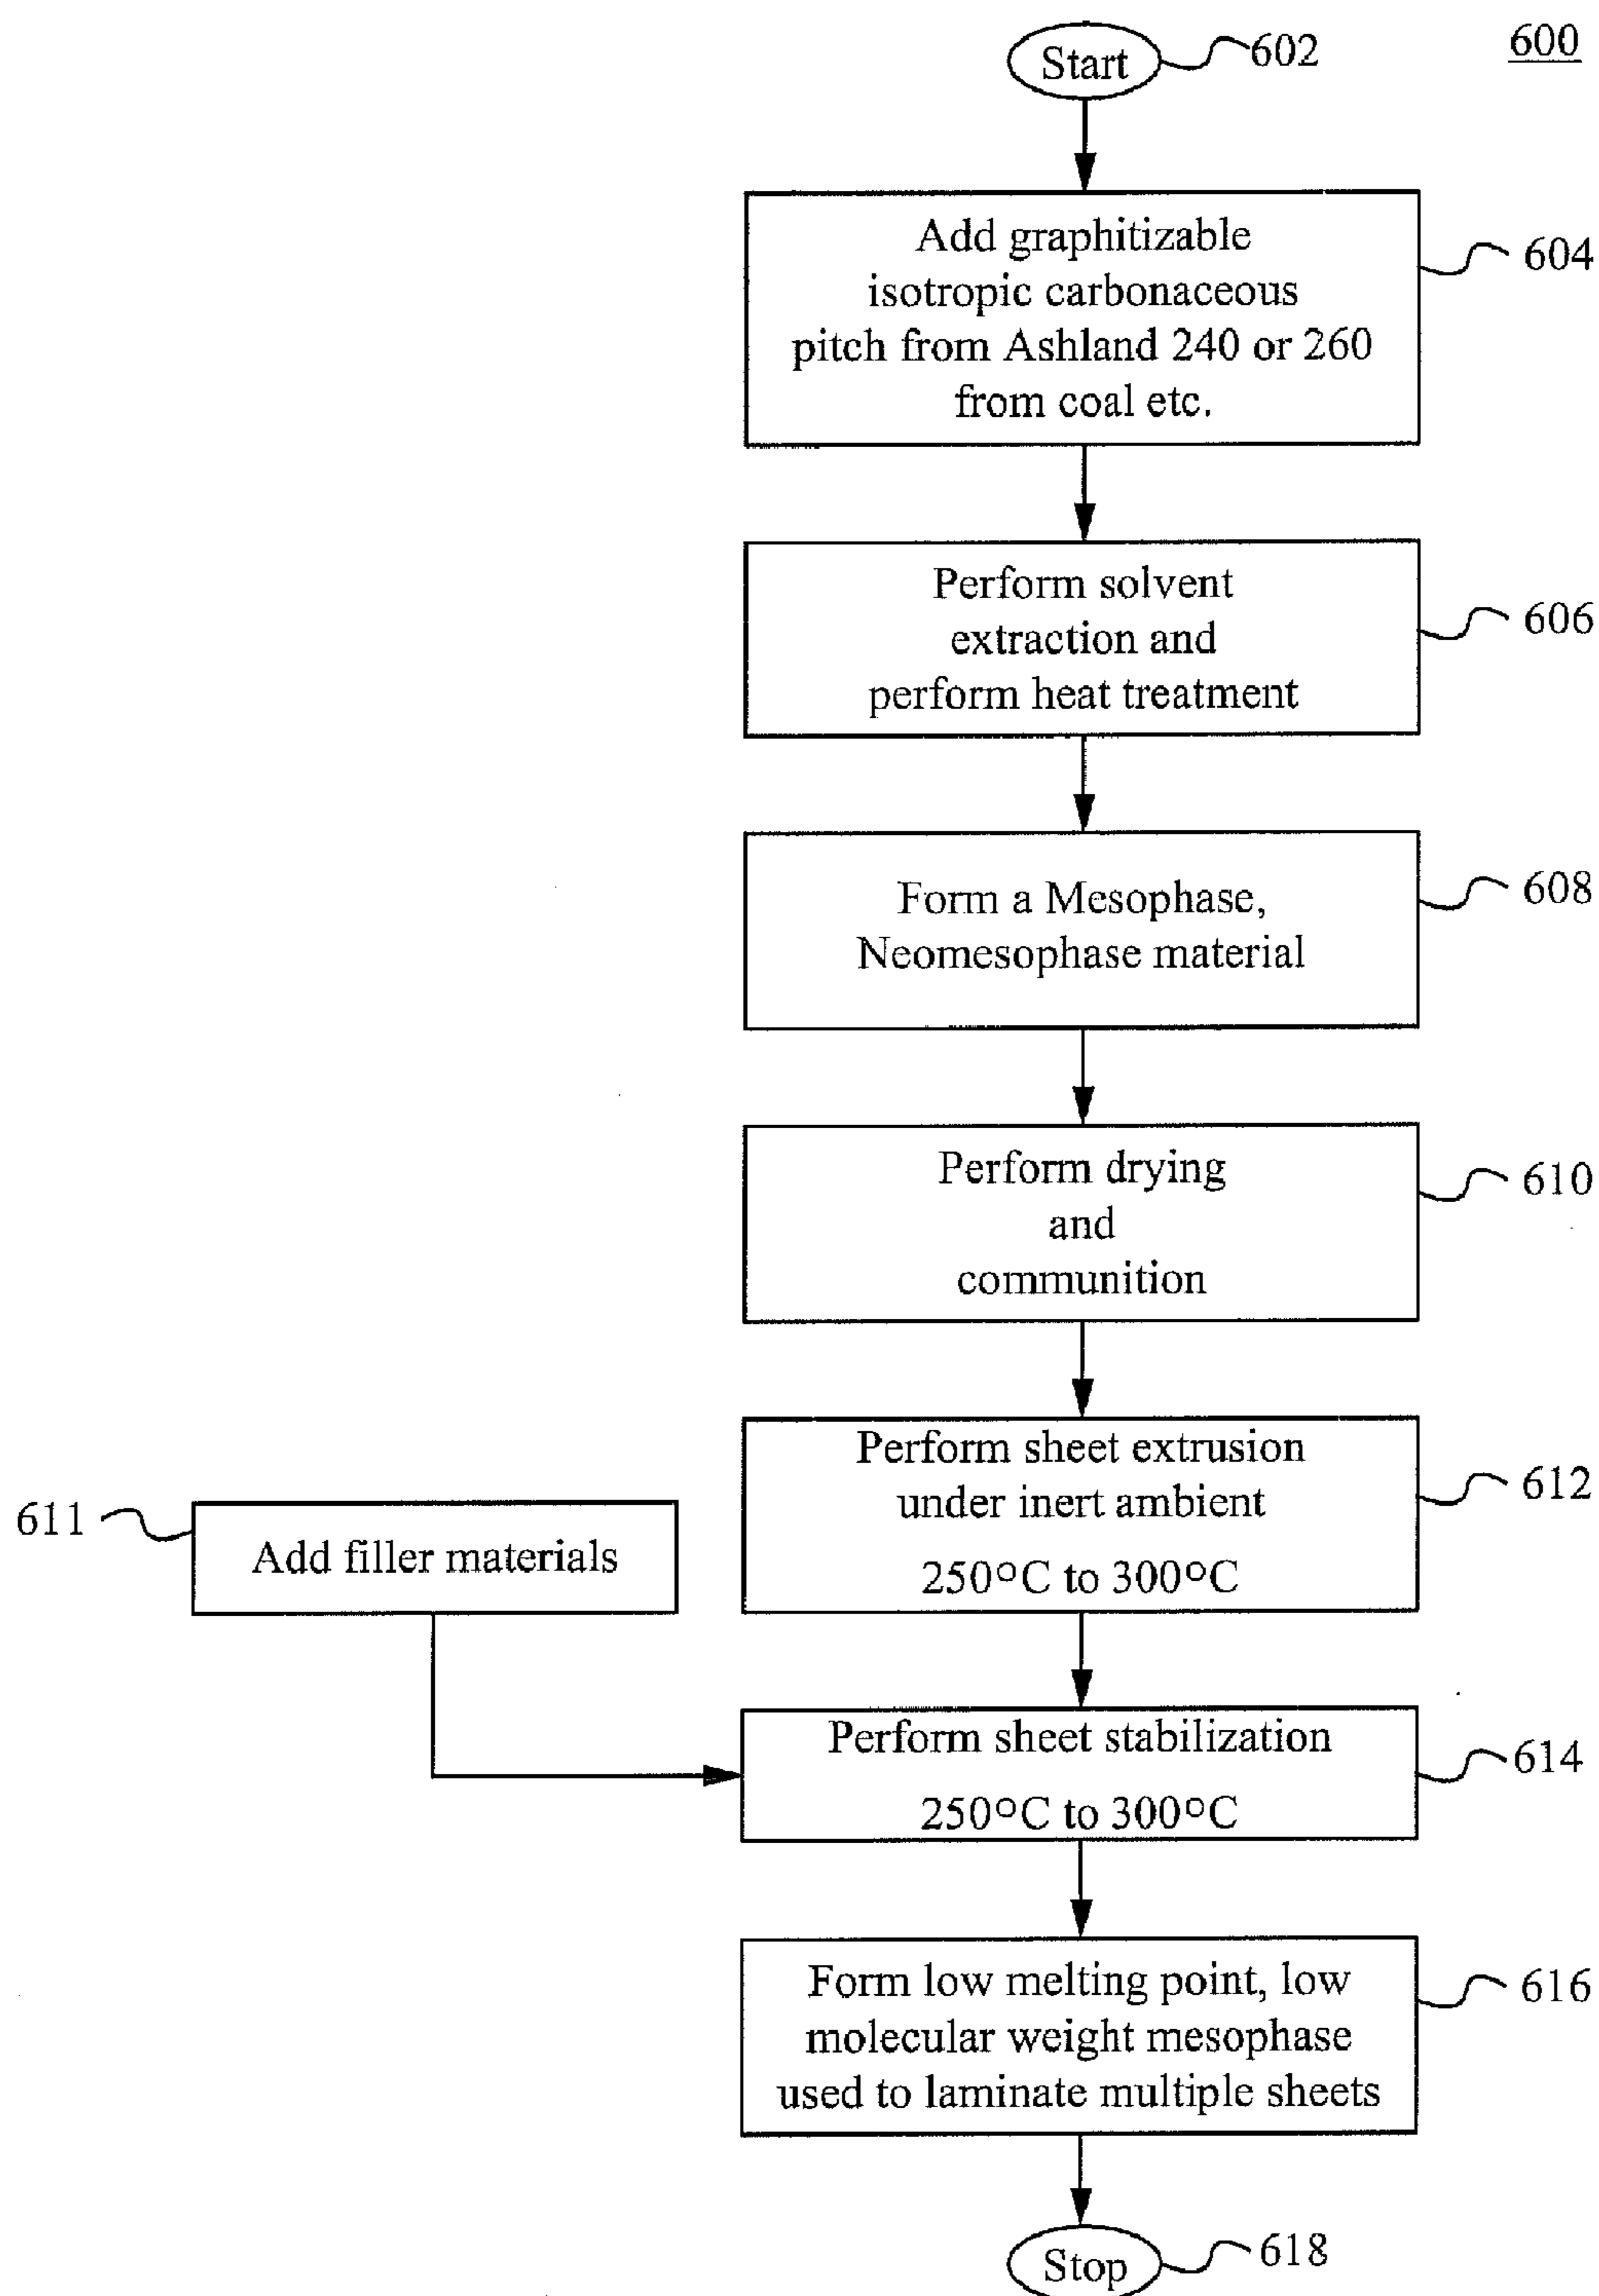 600
Start
602
Add graphitizable
isotropic carbonaceous
pitch from Ashland 240 or 260
from coal etc.
604
Perform solvent
extraction and
perform heat treatment
606
Form a Mesophase,
Neomesophase material
608
Perform drying
and
communition
610
Perform sheet extrusion
under inert ambient
250°C to 300°C
612
611
Add filler materials
Perform sheet stabilization
250°C to 300°C
614
Form low melting point, low
molecular weight mesophase
used to laminate multiple sheets
616
Stop
618